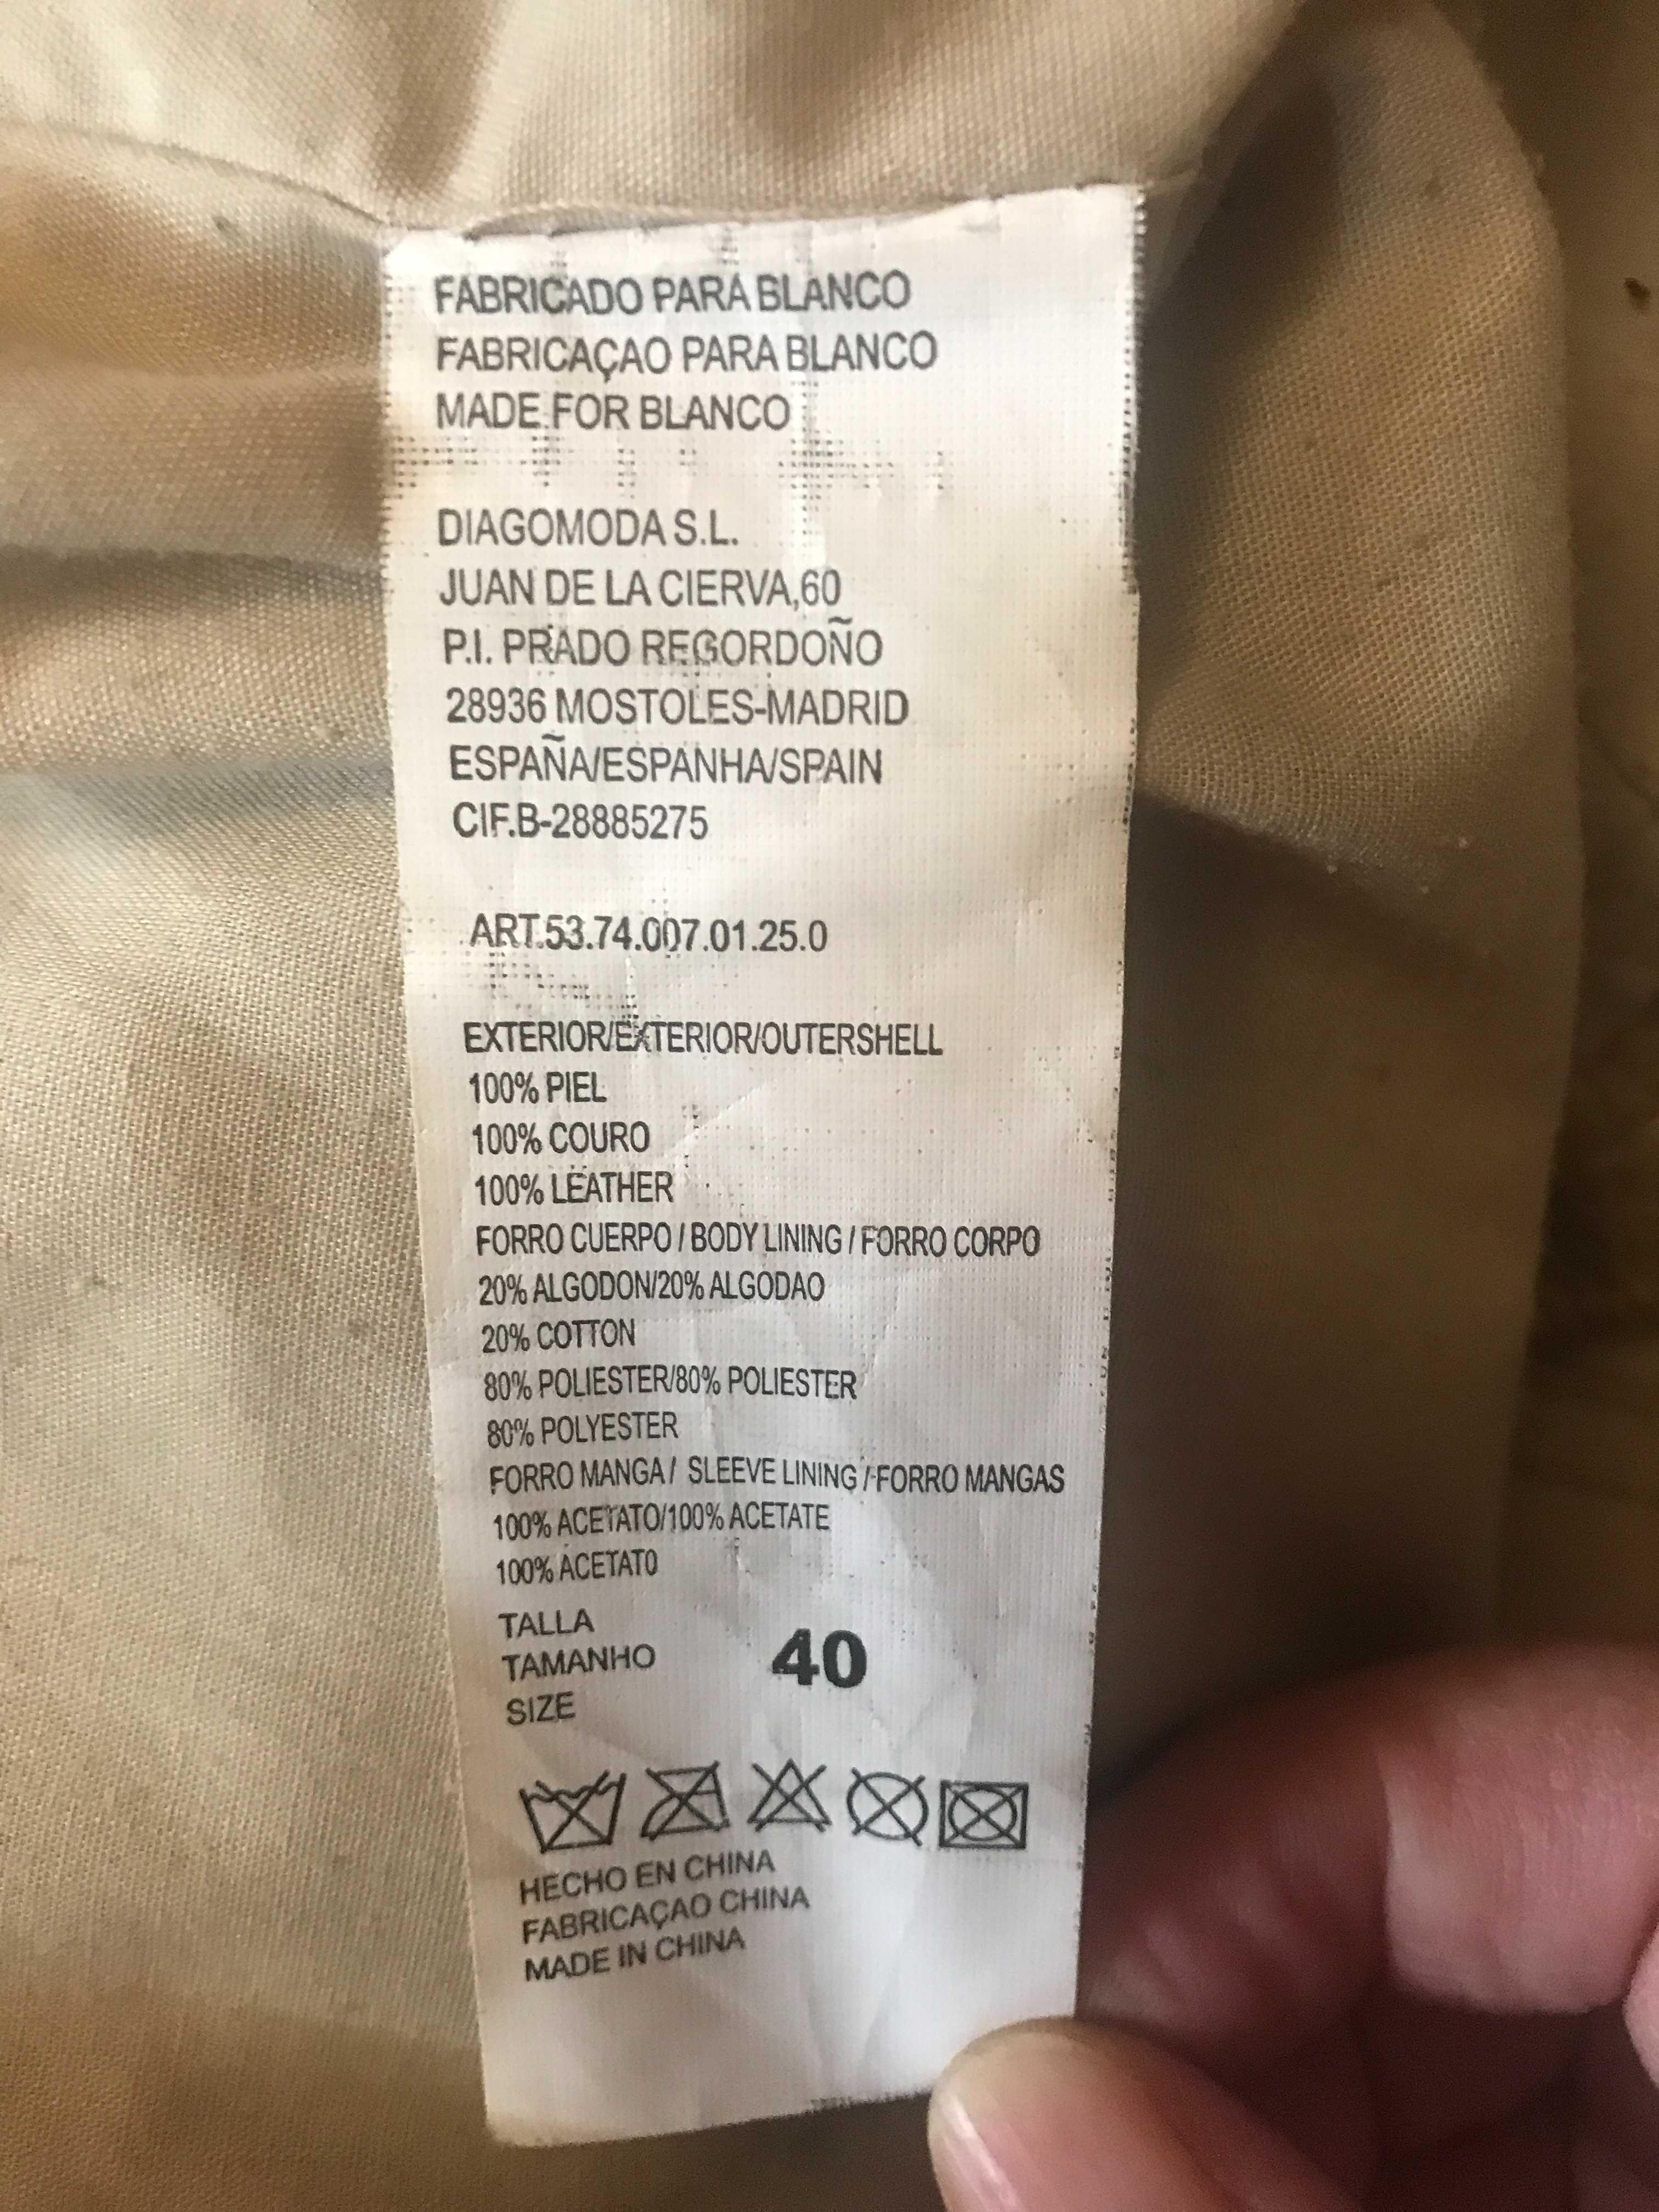 FABRICADO PARA BLANCO
FABRICAÇAO PARA BLANCO
MADE FOR BLANCO
DIAGOMODA S.L.
JUAN DE LA CIERVA,60
P.I. PRADO REGORDOÑO
28936 MOSTOLES-MADRID
ESPAÑA/ESPANHA/SPAIN
CIF.B-28885275
ART.53.74.007.01.25.0
EXTERIOR/EXTERIOR/OUTERSHELL
100% PIEL
100% COURO
100% LEATHER
FORRO CUERPO / BODY LINING / FORRO CORPO
20% ALGODON/20% ALGODAO
20% COTTON
80% POLIESTER/80% POLIESTER
80% POLYESTER
FORRO MANGA / SLEEVE LINING / FORRO MANGAS
100% ACETATO/100% ACETATE
100% ACETATO
TALLA
TAMANHO 40
SIZE
HECHO EN CHINA
FABRICAÇAO CHINA
MADE IN CHINA